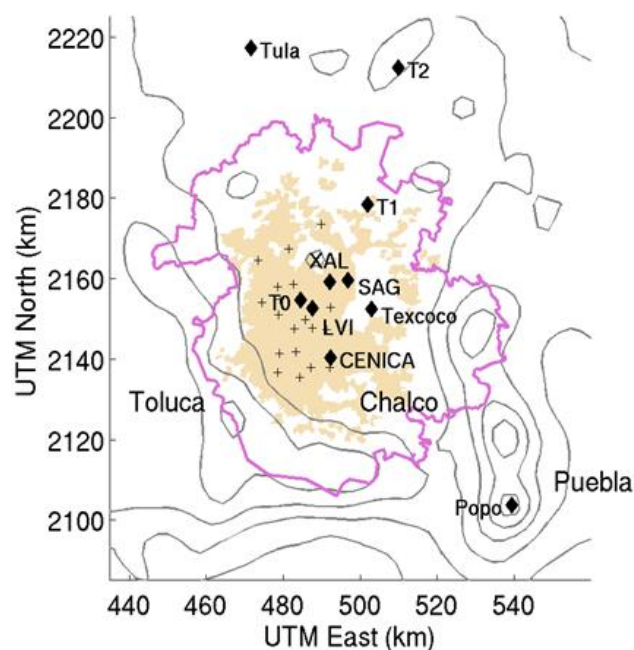 2220
Tula
T2
2200
2180
T1
XAL
2160
SAG
T0
Texcoco
LVI
2140
CENICA
Toluca
Chalco
2120
Puebla
Popo
2100
440 460 480 500 520 540
UTM East (km)
UTM North (km)